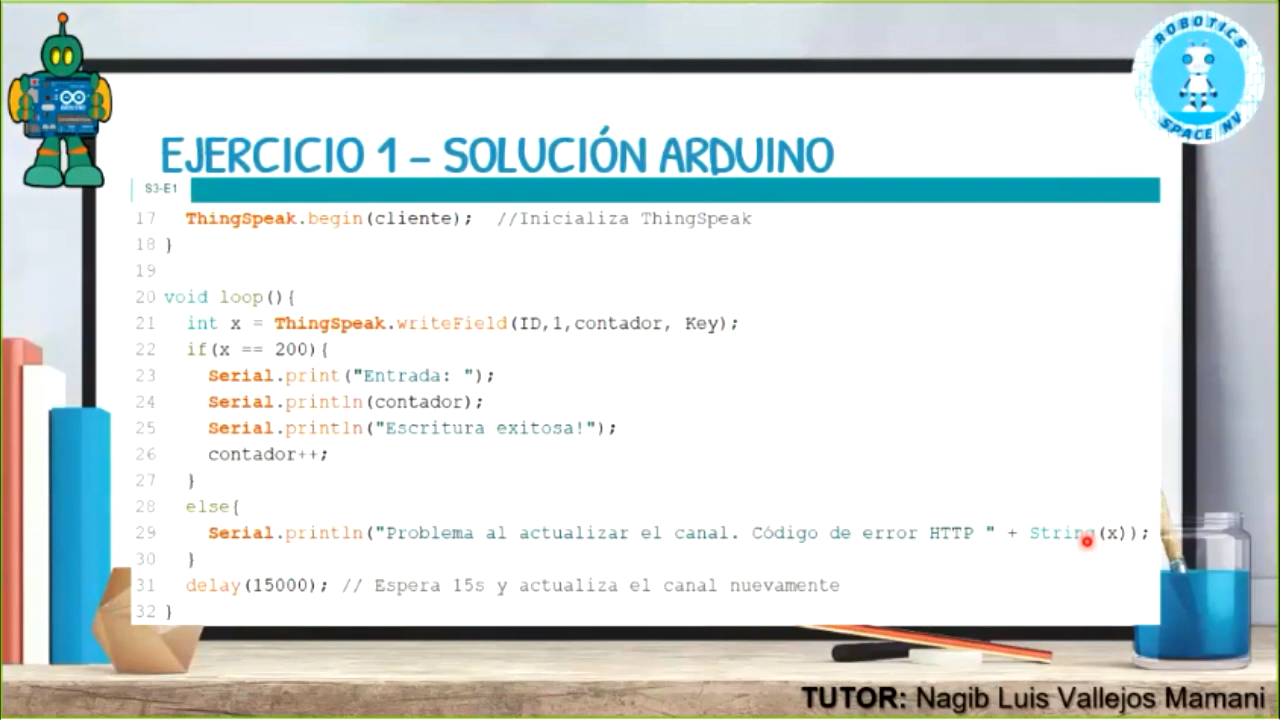 ROBOTICS
SPACE NV
EJERCICIO 1 – SOLUCIÓN ARDUINO
S3-E1
17 ThingSpeak.begin(cliente); //Inicializa ThingSpeak
18 }
19
20 void loop(){
21 int x = ThingSpeak.writeField(ID,1,contador, Key);
22 if(x == 200){
23 Serial.print("Entrada: ");
24 Serial.println(contador);
25 Serial.println("Escritura exitosa!");
26 contador++;
27 }
28 else{
29 Serial.println("Problema al actualizar el canal. Código de error HTTP " + String(x));
30 }
31 delay(15000); // Espera 15s y actualiza el canal nuevamente
32 }
TUTOR: Nagib Luis Vallejos Mamani